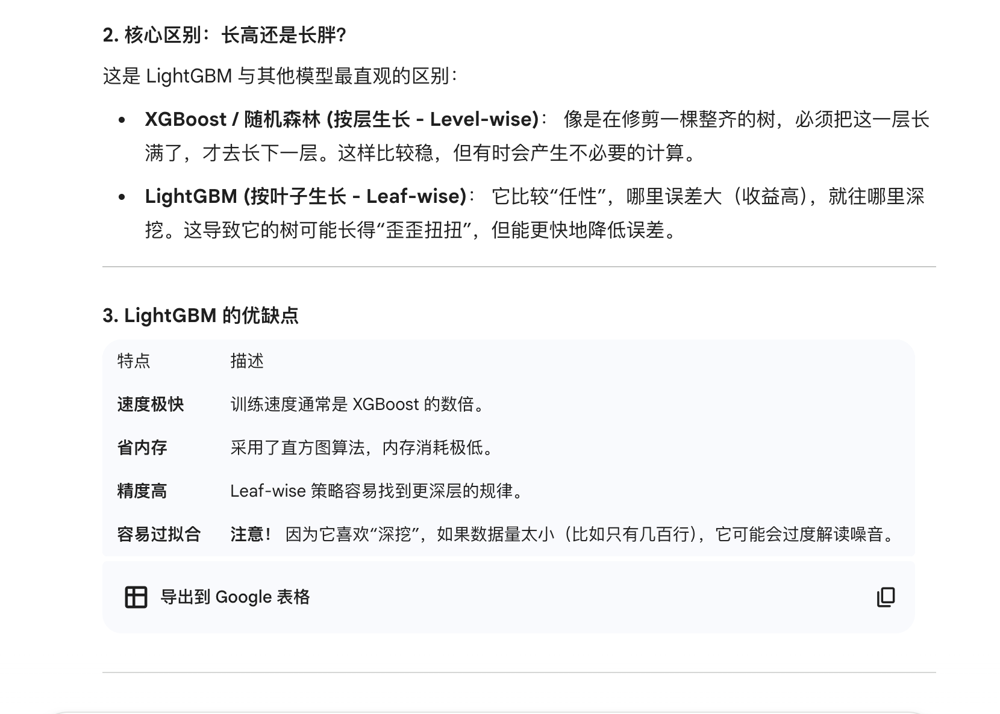 2. 核心区别：长高还是长胖？
这是 LightGBM 与其他模型最直观的区别：
• XGBoost / 随机森林 (按层生长 - Level-wise)： 像是在修剪一棵整齐的树，必须把这一层长
满了，才去长下一层。这样比较稳，但有时会产生不必要的计算。
• LightGBM (按叶子生长 - Leaf-wise)： 它比较“任性”，哪里误差大（收益高），就往哪里深
挖。这导致它的树可能长得“歪歪扭扭”，但能更快地降低误差。
3. LightGBM 的优缺点
特点 描述
速度极快 训练速度通常是 XGBoost 的数倍。
省内存 采用了直方图算法，内存消耗极低。
精度高 Leaf-wise 策略容易找到更深层的规律。
容易过拟合 注意！ 因为它喜欢“深挖”，如果数据量太小（比如只有几百行），它可能会过度解读噪音。
导出到 Google 表格